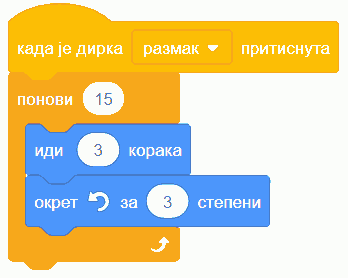 када је дирка размак притиснута
понови 15
иди 3 корака
окрет за 3 степени